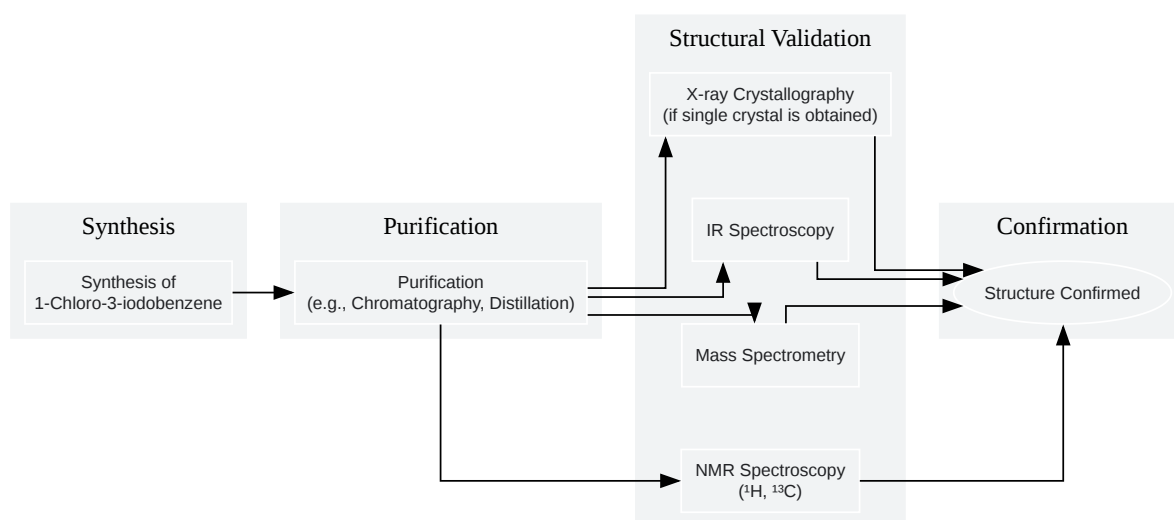 Synthesis
Synthesis of
1-Chloro-3-iodobenzene
Purification
Purification
(e.g., Chromatography, Distillation)
Structural Validation
X-ray Crystallography
(if single crystal is obtained)
IR Spectroscopy
Mass Spectrometry
NMR Spectroscopy
(¹H, ¹³C)
Confirmation
Structure Confirmed